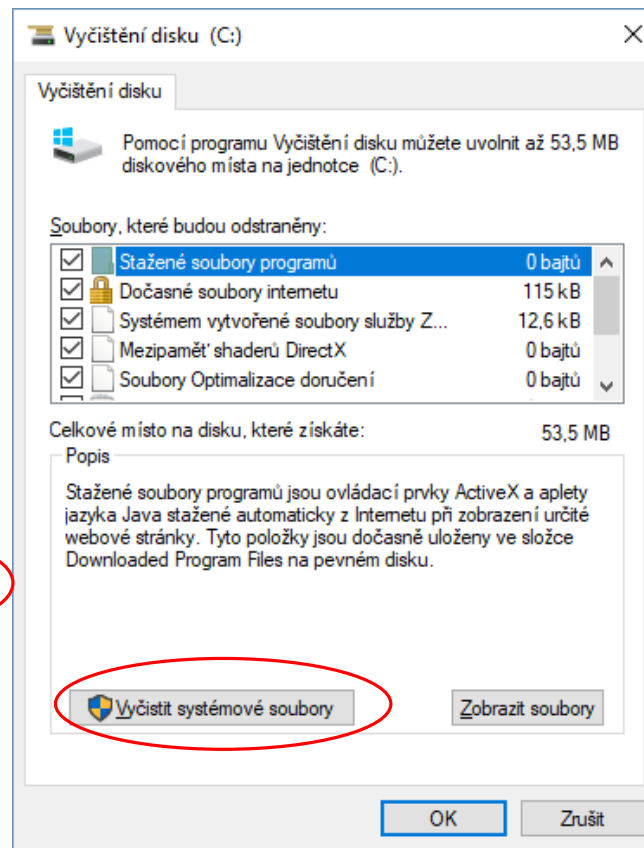 Vyčištění disku (C:)
Vyčištění disku
Pomocí programu Vyčištění disku můžete uvolnit až 53,5 MB
diskového místa na jednotce (C:).
Soubory, které budou odstraněny:
Stažené soubory programů 0 bajtů
Dočasné soubory internetu 115 kB
Systémem vytvořené soubory služby Z... 12,6 kB
Mezipaměť shaderů DirectX 0 bajtů
Soubory Optimalizace doručení 0 bajtů
Celkové místo na disku, které získáte: 53,5 MB
Popis
Stažené soubory programů jsou ovládací prvky ActiveX a aplety
jazyka Java stažené automaticky z Internetu při zobrazení určité
webové stránky. Tyto položky jsou dočasně uloženy ve složce
Downloaded Program Files na pevném disku.
Vyčistit systémové soubory Zobrazit soubory
OK Zrušit